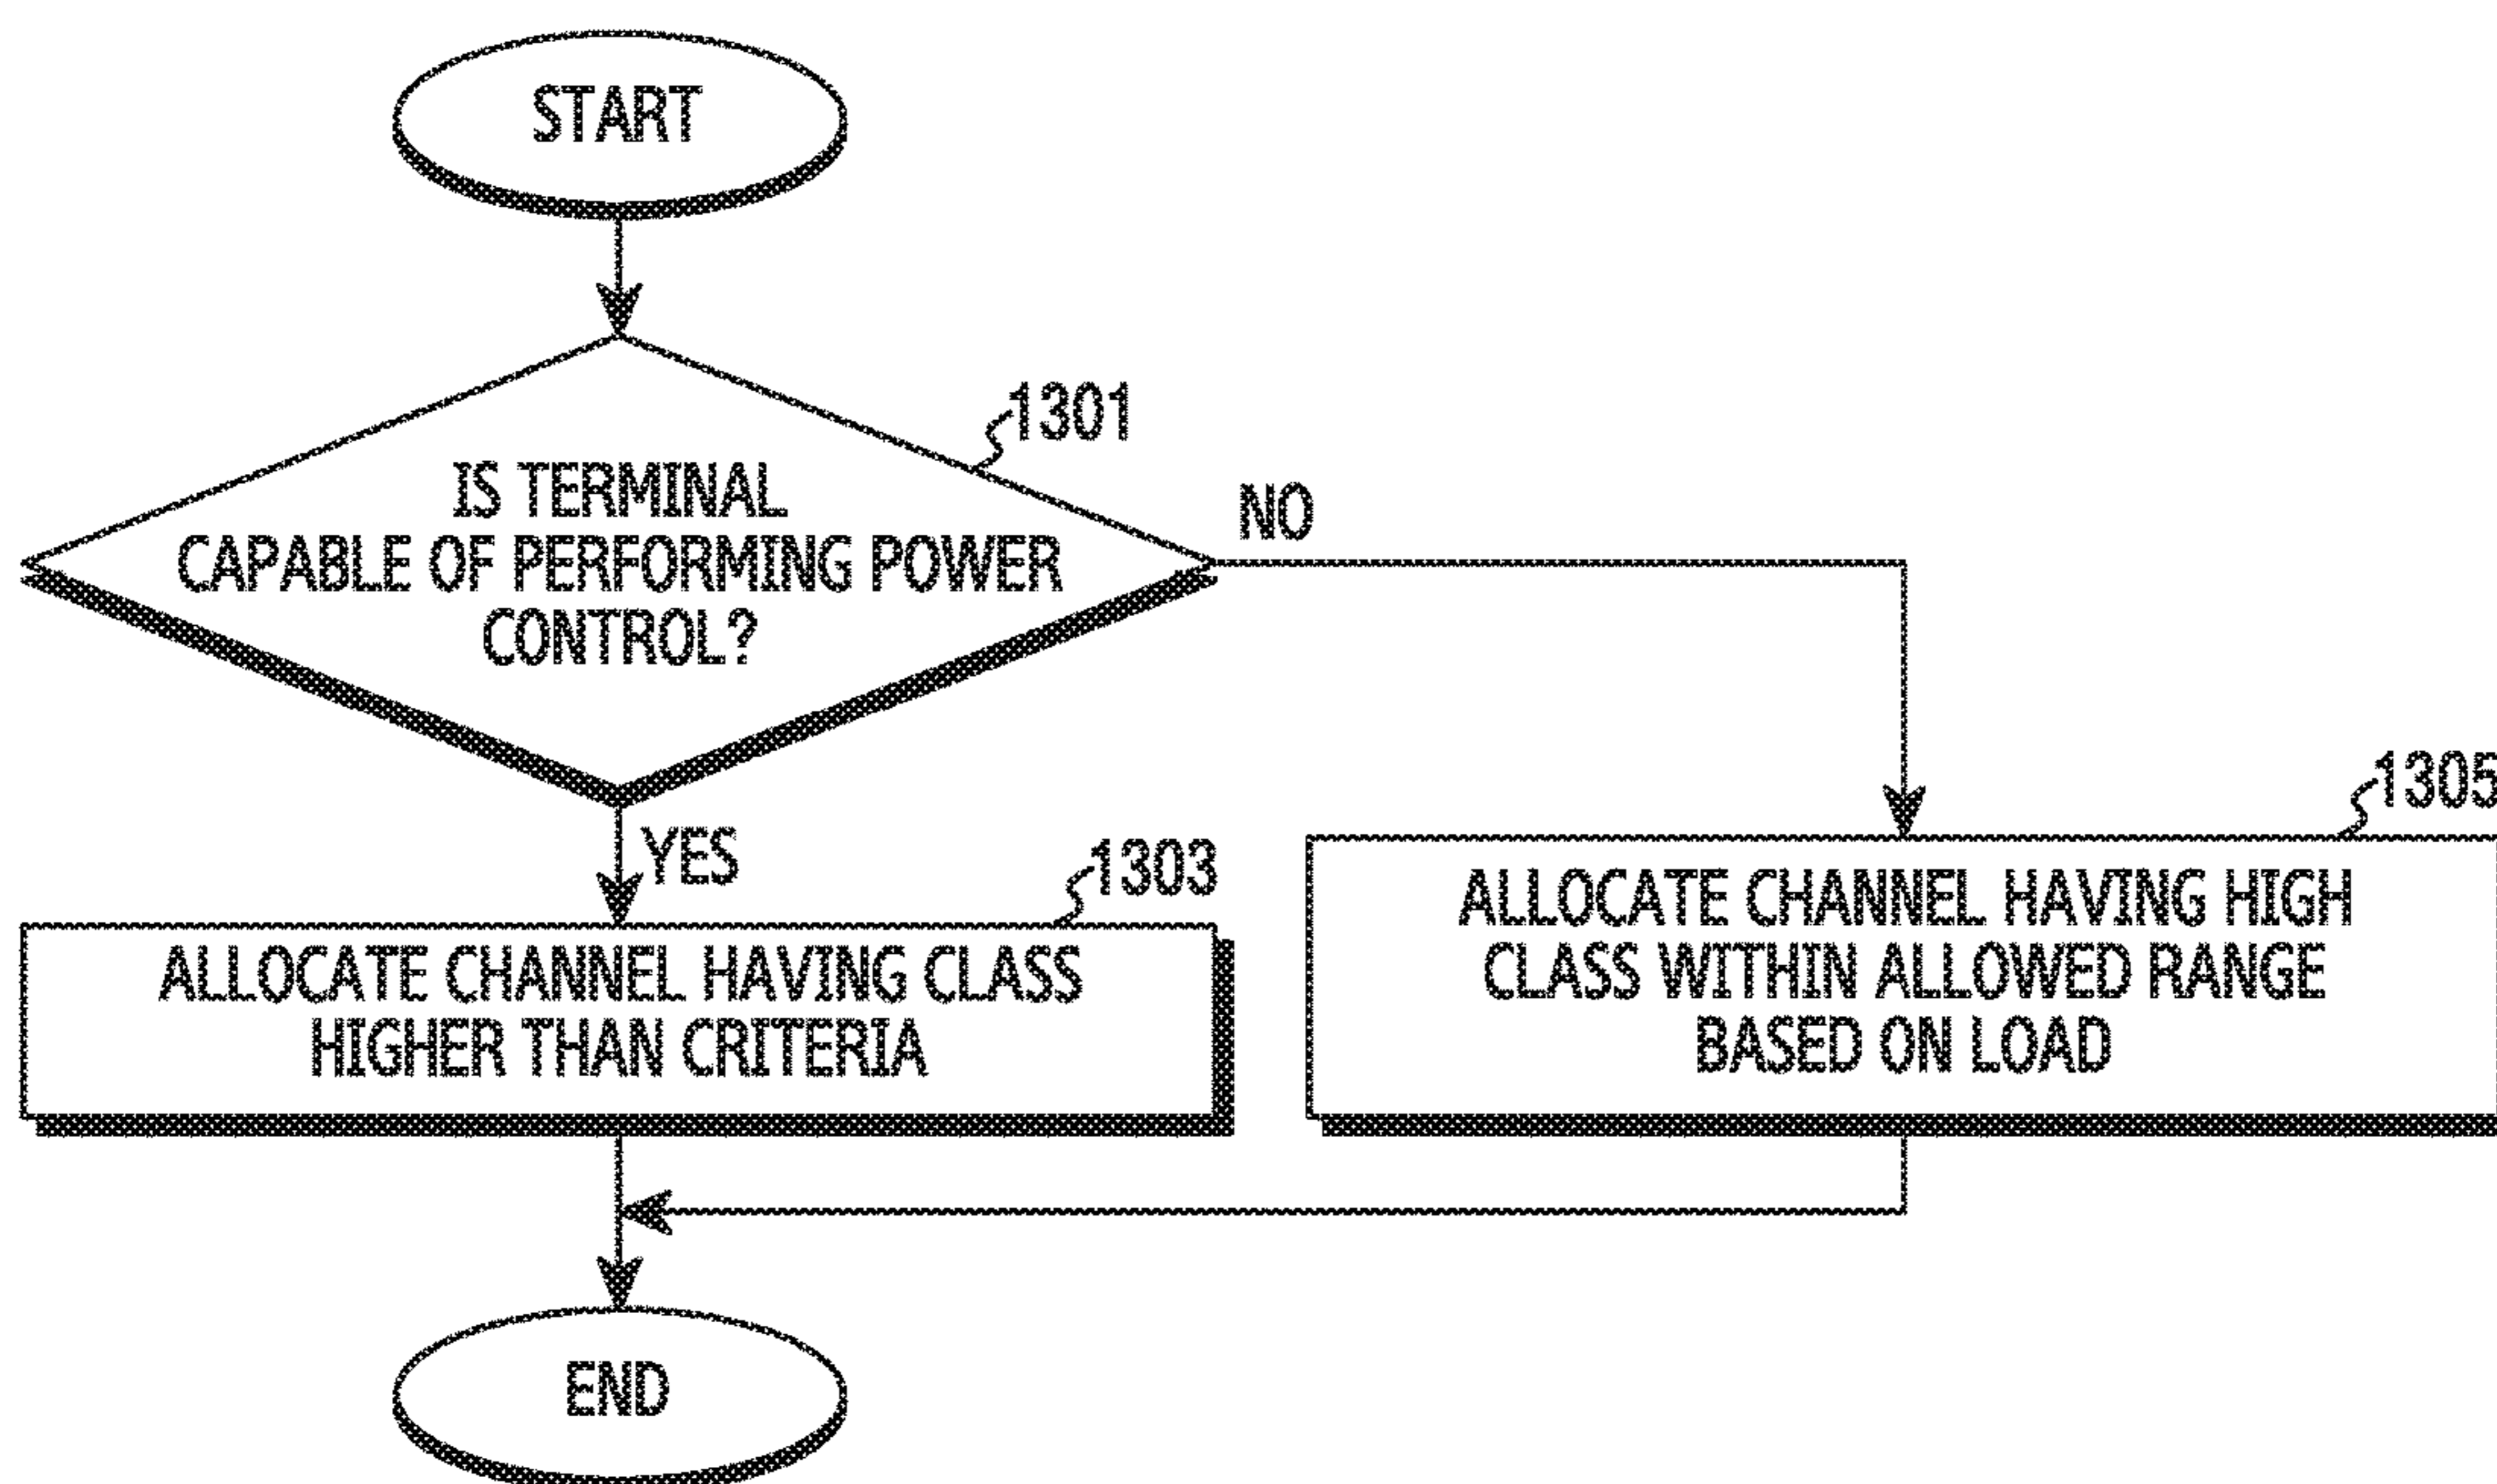 START
1301
IS TERMINAL
CAPABLE OF PERFORMING POWER
CONTROL?
NO
YES
1303
ALLOCATE CHANNEL HAVING CLASS
HIGHER THAN CRITERIA
1305
ALLOCATE CHANNEL HAVING HIGH
CLASS WITHIN ALLOWED RANGE
BASED ON LOAD
END